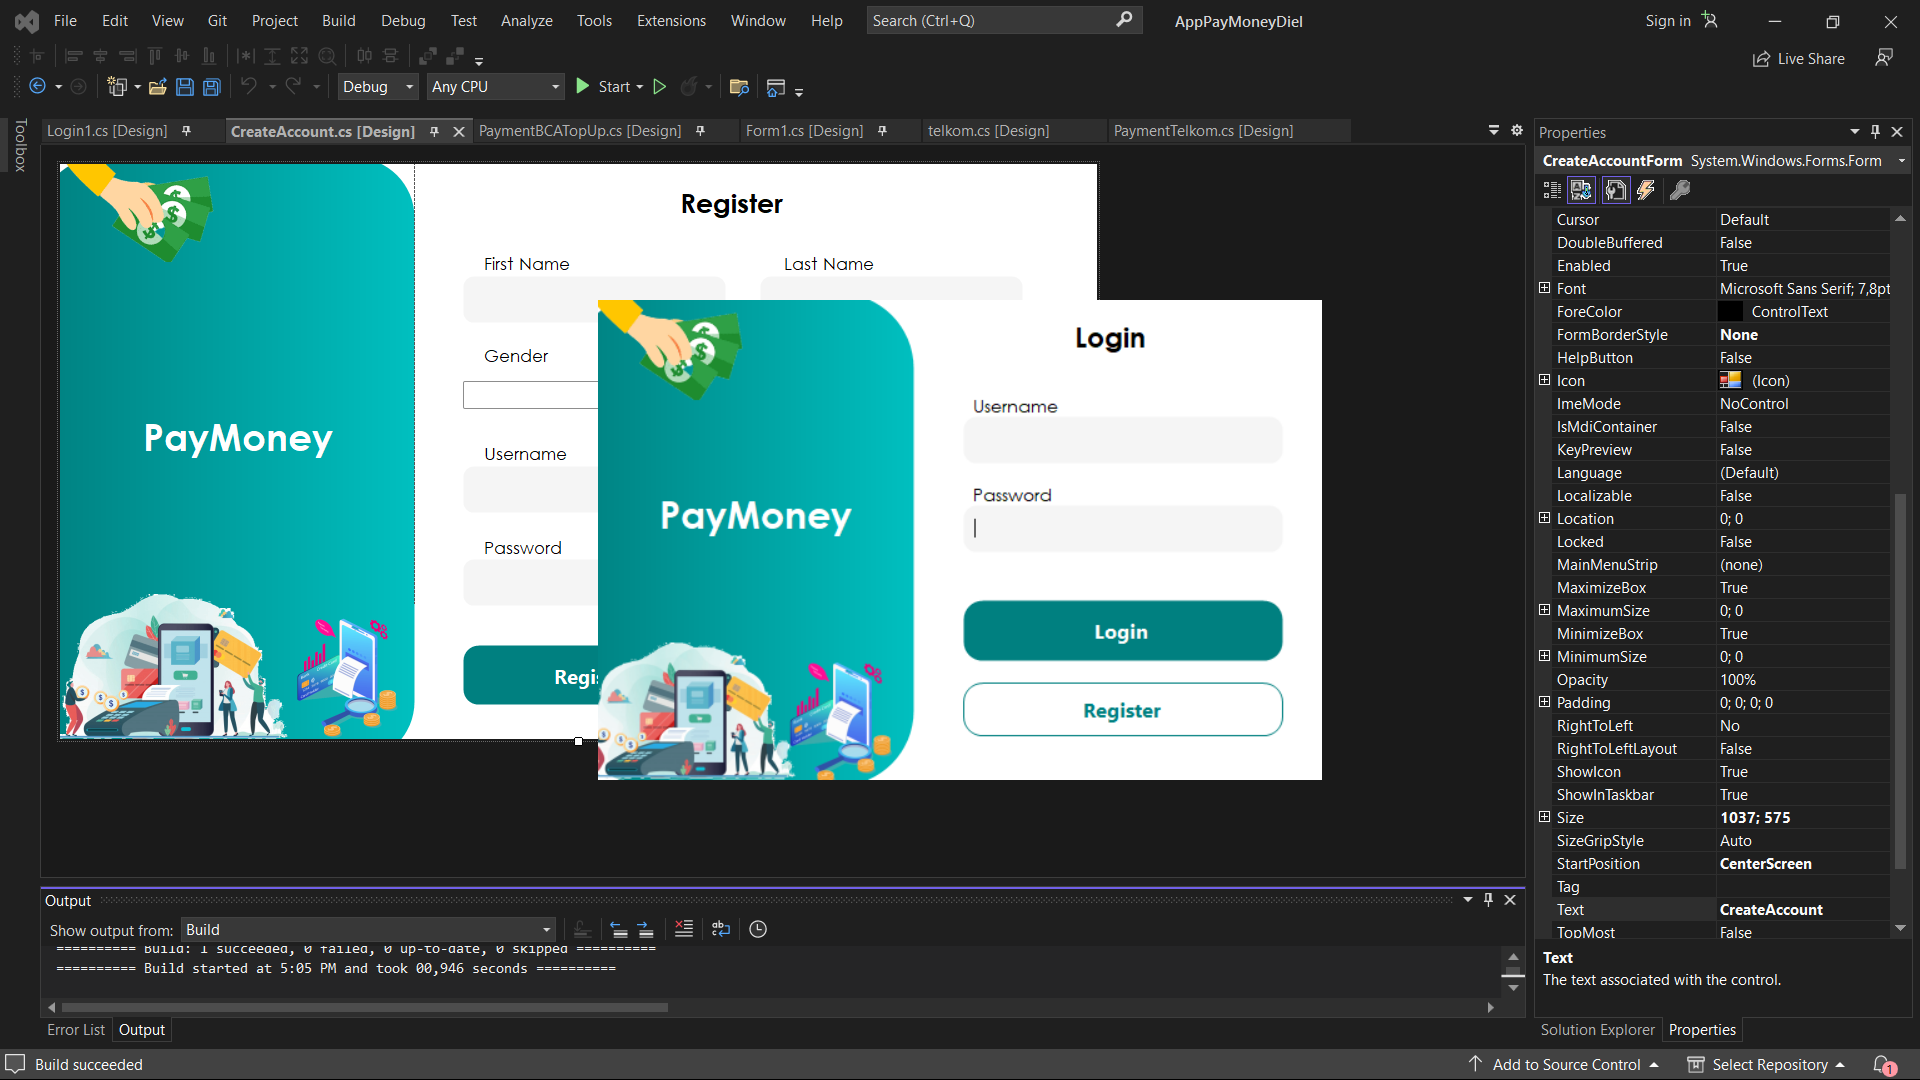 File Edit View Git Project Build Debug Test Analyze Tools Extensions Window Help Search (Ctrl+Q) AppPayMoneyDiel Sign in
Live Share
Debug Any CPU Start
Toolbox
Login1.cs [Design] CreateAccount.cs [Design] PaymentBCATopUp.cs [Design] Form1.cs [Design] telkom.cs [Design] PaymentTelkom.cs [Design]
Register
First Name Last Name
Gender
Username
Password
PayMoney
Login
Username
Password
PayMoney
Login
Register
Properties
CreateAccountForm System.Windows.Forms.Form
Cursor Default
DoubleBuffered False
Enabled True
Font Microsoft Sans Serif; 7,8pt
ForeColor ControlText
FormBorderStyle None
HelpButton False
Icon (Icon)
ImeMode NoControl
IsMdiContainer False
KeyPreview False
Language (Default)
Localizable False
Location 0; 0
Locked False
MainMenuStrip (none)
MaximizeBox True
MaximumSize 0; 0
MinimizeBox True
MinimumSize 0; 0
Opacity 100%
Padding 0; 0; 0; 0
RightToLeft No
RightToLeftLayout False
ShowIcon True
ShowInTaskbar True
Size 1037; 575
SizeGripStyle Auto
StartPosition CenterScreen
Tag
Text CreateAccount
TopMost False
Text
The text associated with the control.
Solution Explorer Properties
Output
Show output from: Build
========== Build: 1 succeeded, 0 failed, 0 up-to-date, 0 skipped ==========
========== Build started at 5:05 PM and took 00,946 seconds ==========
Error List Output
Build succeeded Add to Source Control Select Repository 1